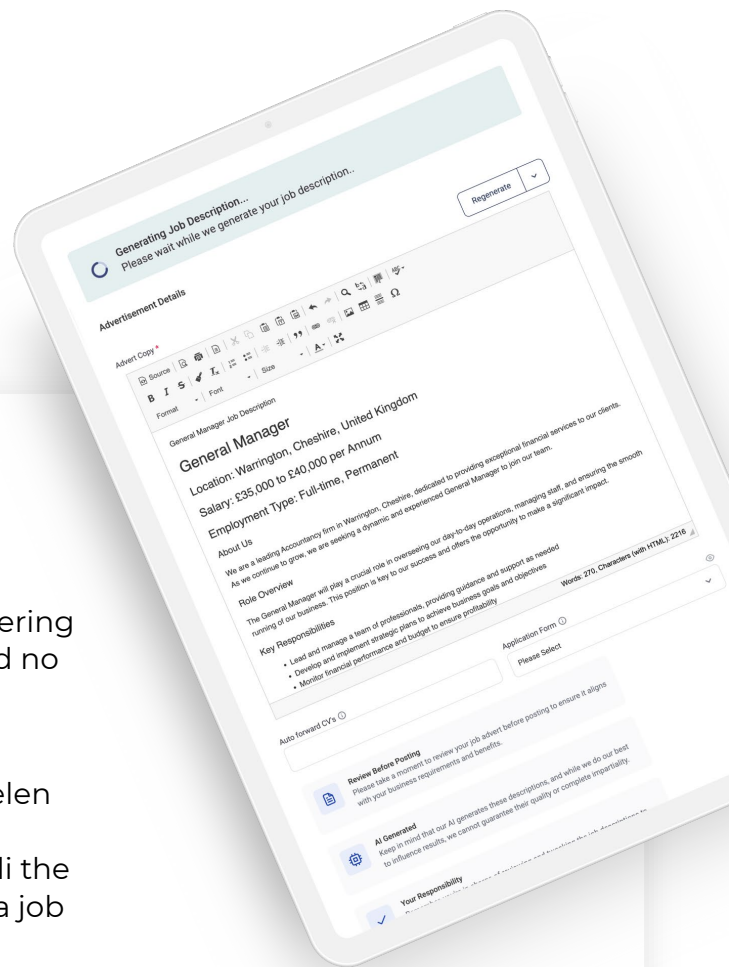 Generating Job Description...
Please wait while we generate your job description..
Regenerate
Advertisement Details
Advert Copy *
Source
B I S
Format
Font
Size
General Manager Job Description
General Manager
Location: Warrington, Cheshire, United Kingdom
Salary: £35,000 to £40,000 per Annum
Employment Type: Full-time, Permanent
About Us
We are a leading Accountancy firm in Warrington, Cheshire, dedicated to providing exceptional financial services to our clients.
As we continue to grow, we are seeking a dynamic and experienced General Manager to join our team.
Role Overview
The General Manager will play a crucial role in overseeing our day-to-day operations, managing staff, and ensuring the smooth
running of our business. This position is key to our success and offers the opportunity to make a significant impact.
Key Responsibilities
• Lead and manage a team of professionals, providing guidance and support as needed
• Develop and implement strategic plans to achieve business goals and objectives
• Monitor financial performance and budget to ensure profitability
Words: 270, Characters (with HTML): 2216
Auto forward CV's
Application Form
Please Select
Review Before Posting
Please take a moment to review your job advert before posting to ensure it aligns
with your business requirements and benefits.
AI Generated
Keep in mind that our AI generates these descriptions, and while we do our best
to influence results, we cannot guarantee their quality or complete impartiality.
Your Responsibility
ering
d no
elen
li the
a job